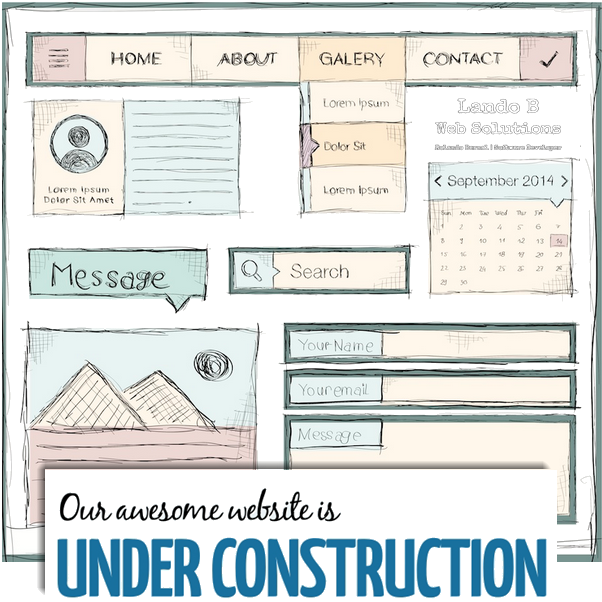 HOME ABOUT GALERY CONTACT
Lorem Ipsum
Dolor Sit
Lorem Ipsum
Lando B
Web Solutions
Software Developer
Lorem Ipsum
Dolor Sit Amet
September 2014
Sun Mon Tue Wed Thu Fri
1 2 3 4 5 6 7
8 9 10 11 12 13 14
15 16 17 18 19 20 21
22 23 24 25 26 27 28
29 30
Message
Search
Your Name
Your email
Message
Our awesome website is
UNDER CONSTRUCTION